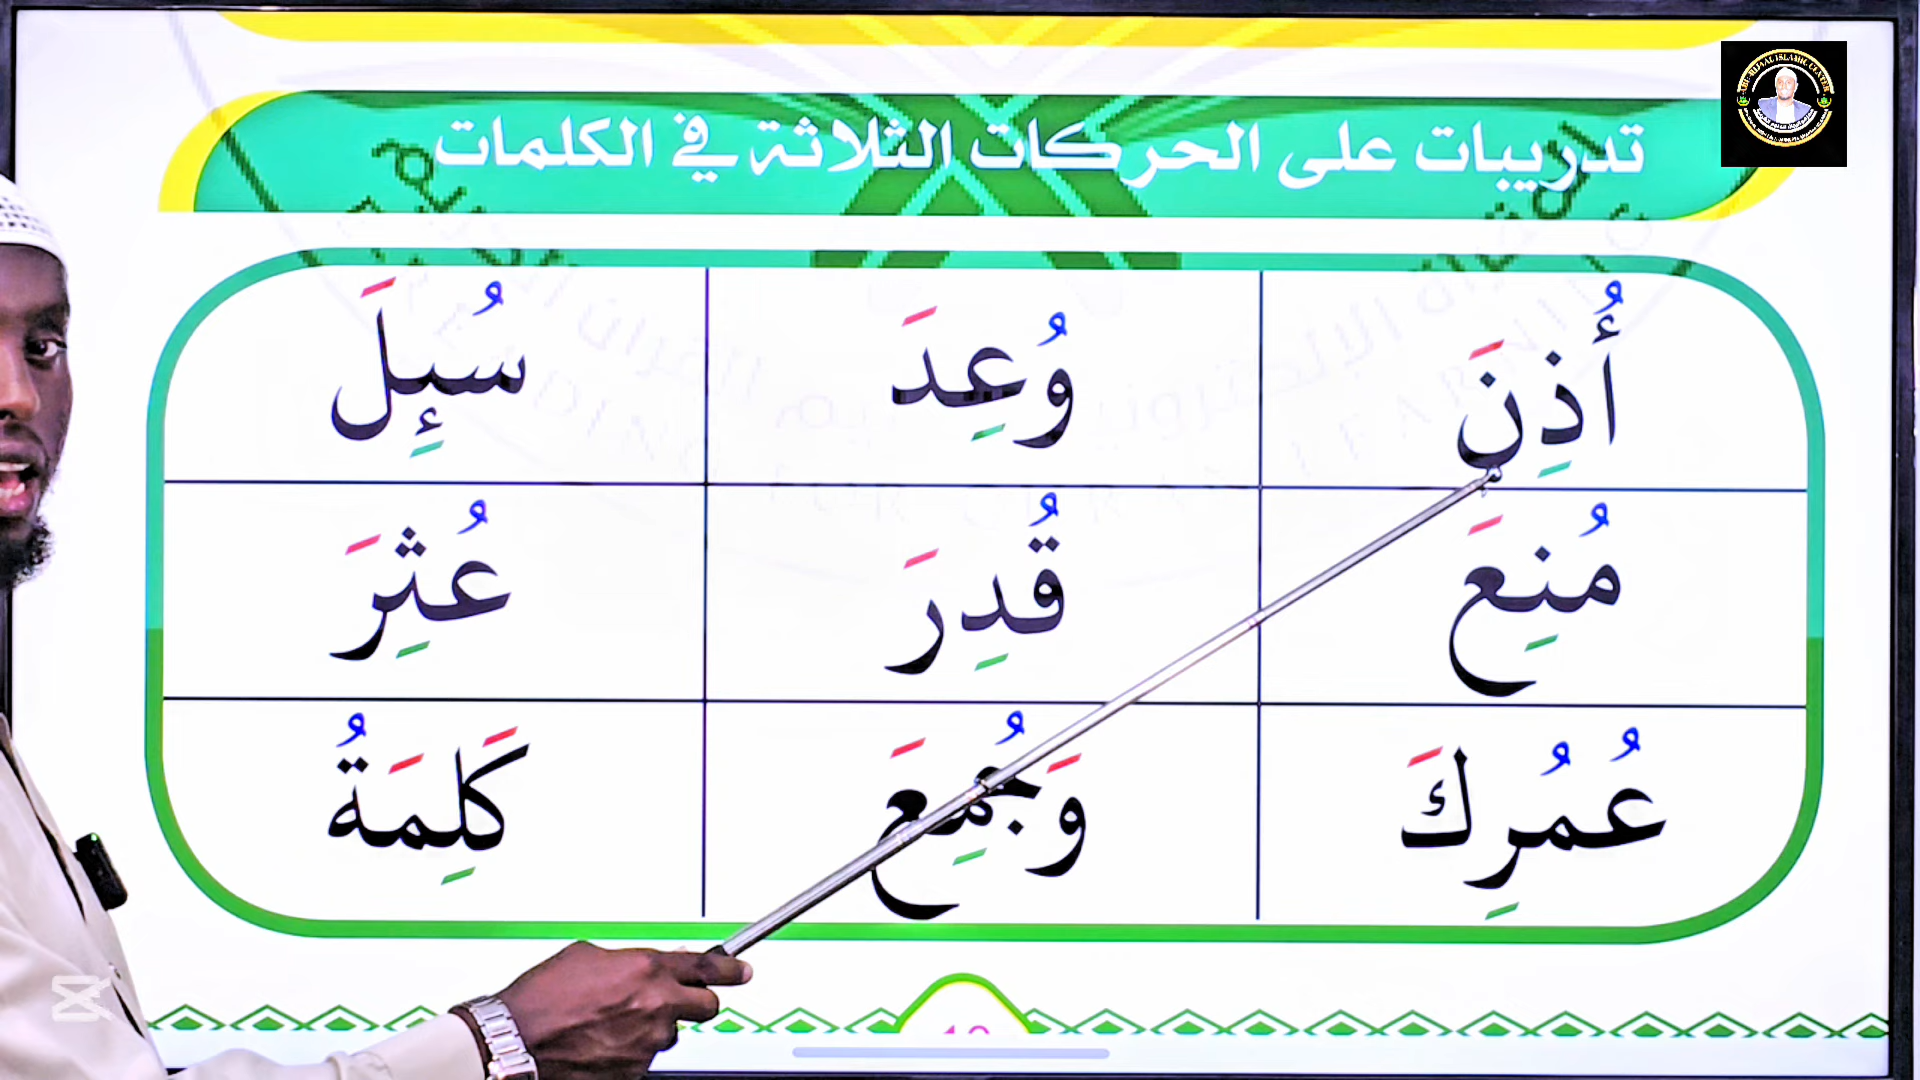 تدريبات على الحركات الثلاثة في الكلمات
أُذِنَ وُعِدَ سُئِلَ
مُنِعَ قُدِرَ عُثِرَ
عُمُرِكَ وَجُمِعَ كَلِمَةُ